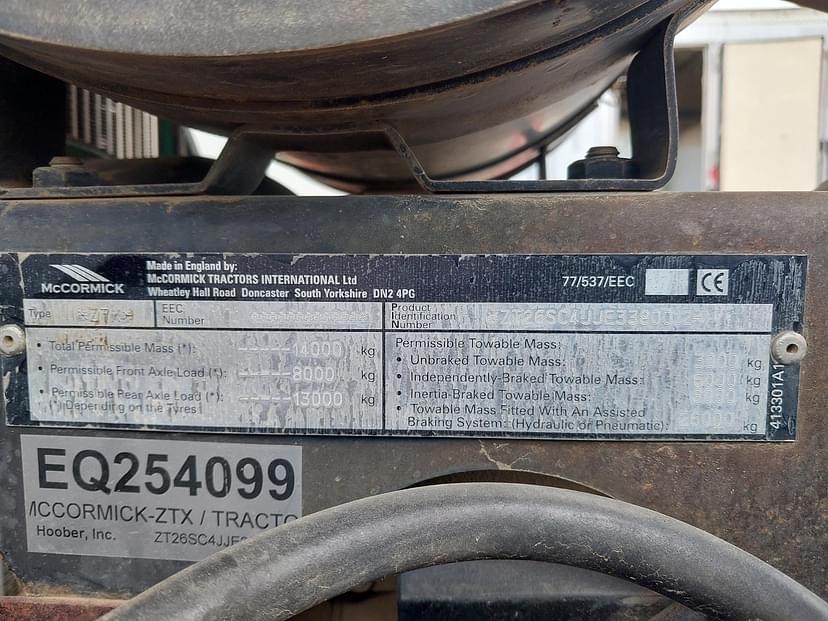 McCORMICK
Made in England by:
McCORMICK TRACTORS INTERNATIONAL Ltd
Wheatley Hall Road Doncaster South Yorkshire DN2 4PG
77/537/EEC
CE
Type
EEC
Number
Product
Identification
Number
• Total Permissible Mass (*): -----14000 kg
• Permissible Front Axle Load (*): -----8000 kg
• Permissible Rear Axle Load (*): -----13000 kg
(*) Depending on the Tyres!
Permissible Towable Mass:
• Unbraked Towable Mass: kg
• Independently-Braked Towable Mass: kg
• Inertia-Braked Towable Mass: kg
• Towable Mass Fitted With An Assisted
Braking System: (Hydraulic or Pneumatic): kg
413301A1
EQ254099
MCCORMICK-ZTX / TRACTO
Hoober, Inc. ZT26SC4JJE